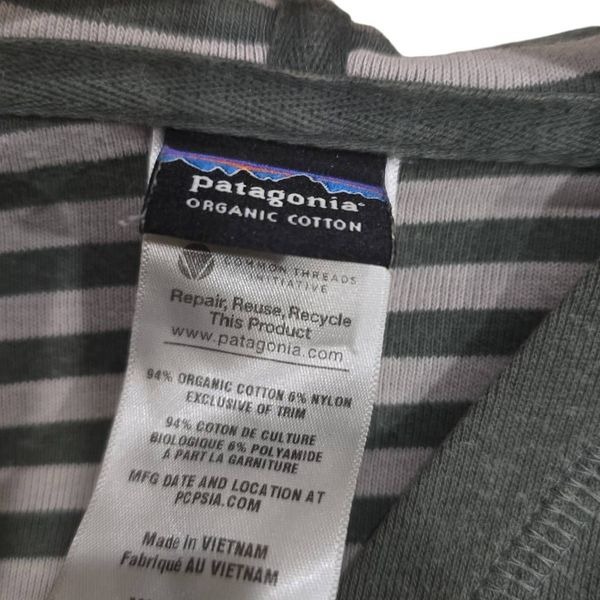 patagonia
ORGANIC COTTON
COMMON THREADS
INITIATIVE
Repair, Reuse, Recycle
This Product
www.patagonia.com
94% ORGANIC COTTON 6% NYLON
EXCLUSIVE OF TRIM
94% COTON DE CULTURE
BIOLOGIQUE 6% POLYAMIDE
A PART LA GARNITURE
MFG DATE AND LOCATION AT
PCPSIA.COM
Made in VIETNAM
Fabriqué AU VIETNAM